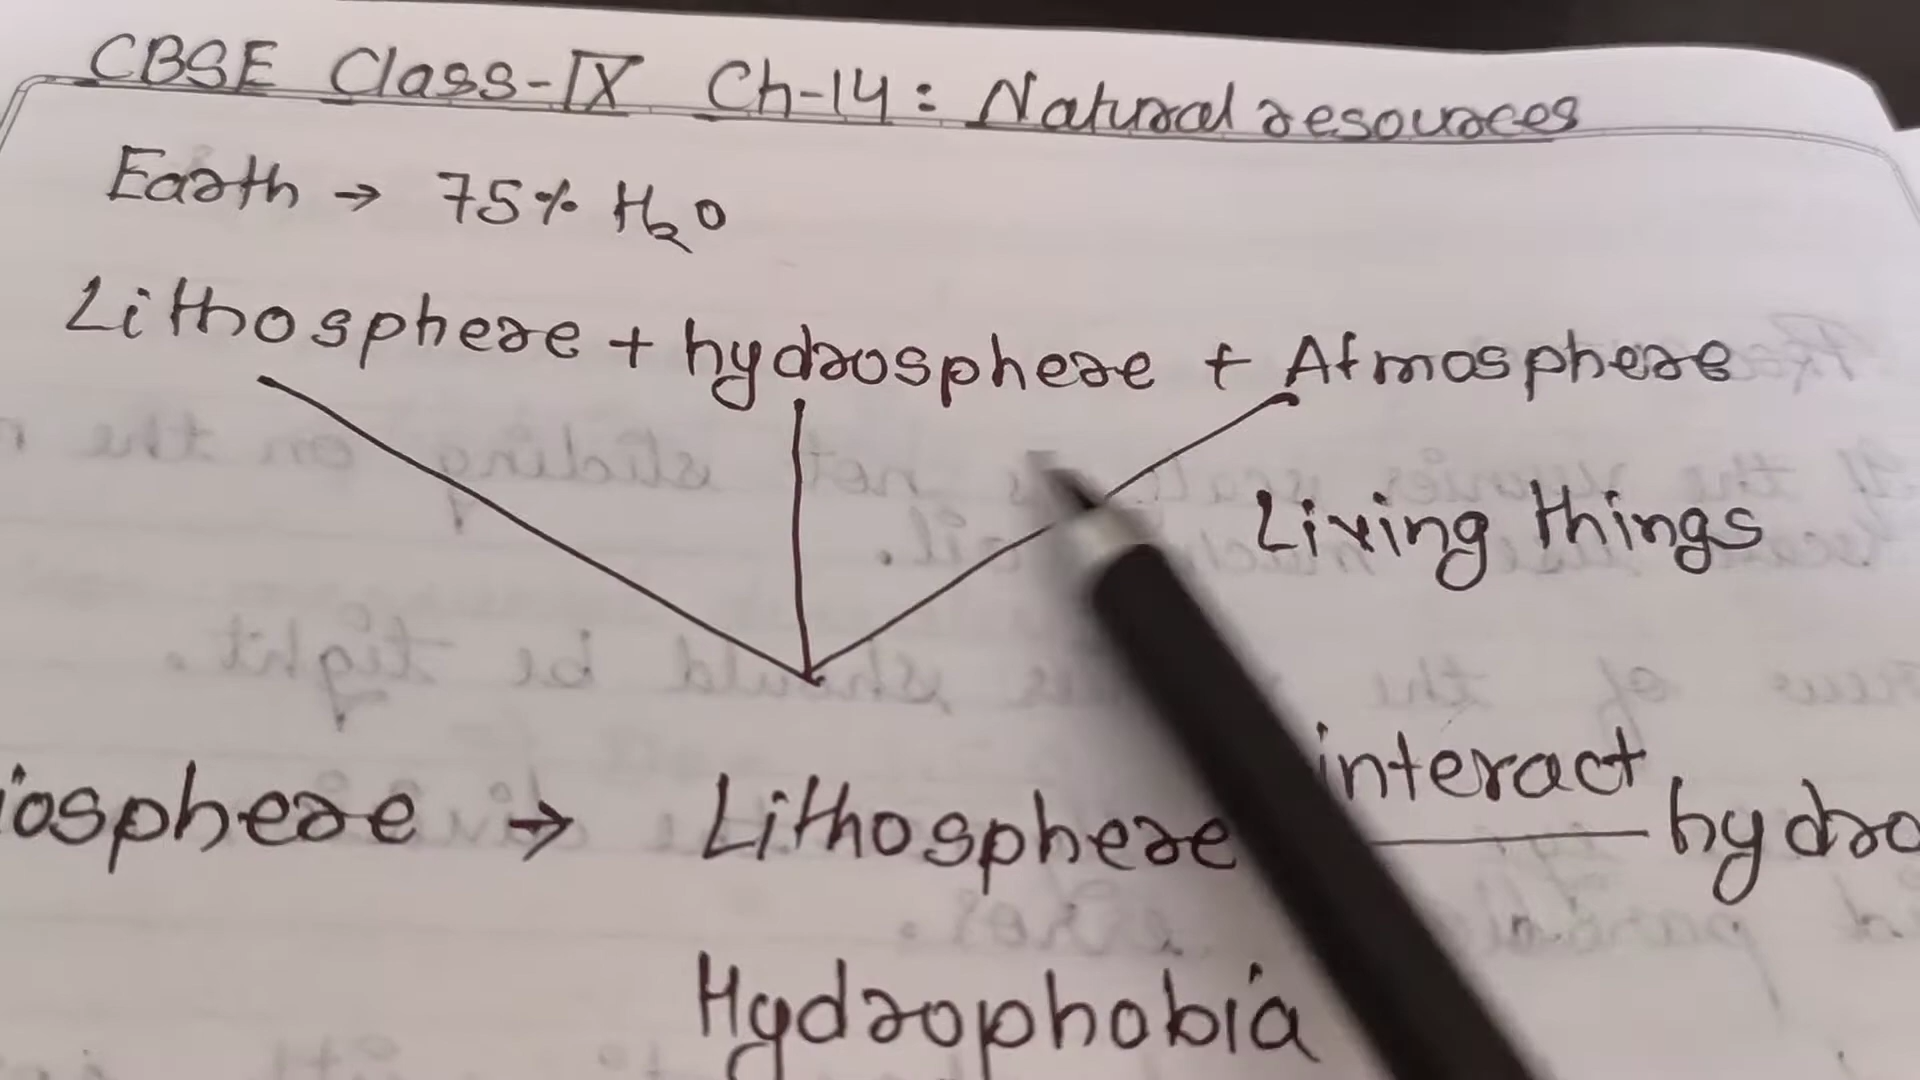 CBSE Class-IX Ch-14: Natural resources
Earth → 75% H₂O
Lithosphere + hydrosphere + Atmosphere
Living things
iosphere → Lithosphere interact hydro
Hydrophobia